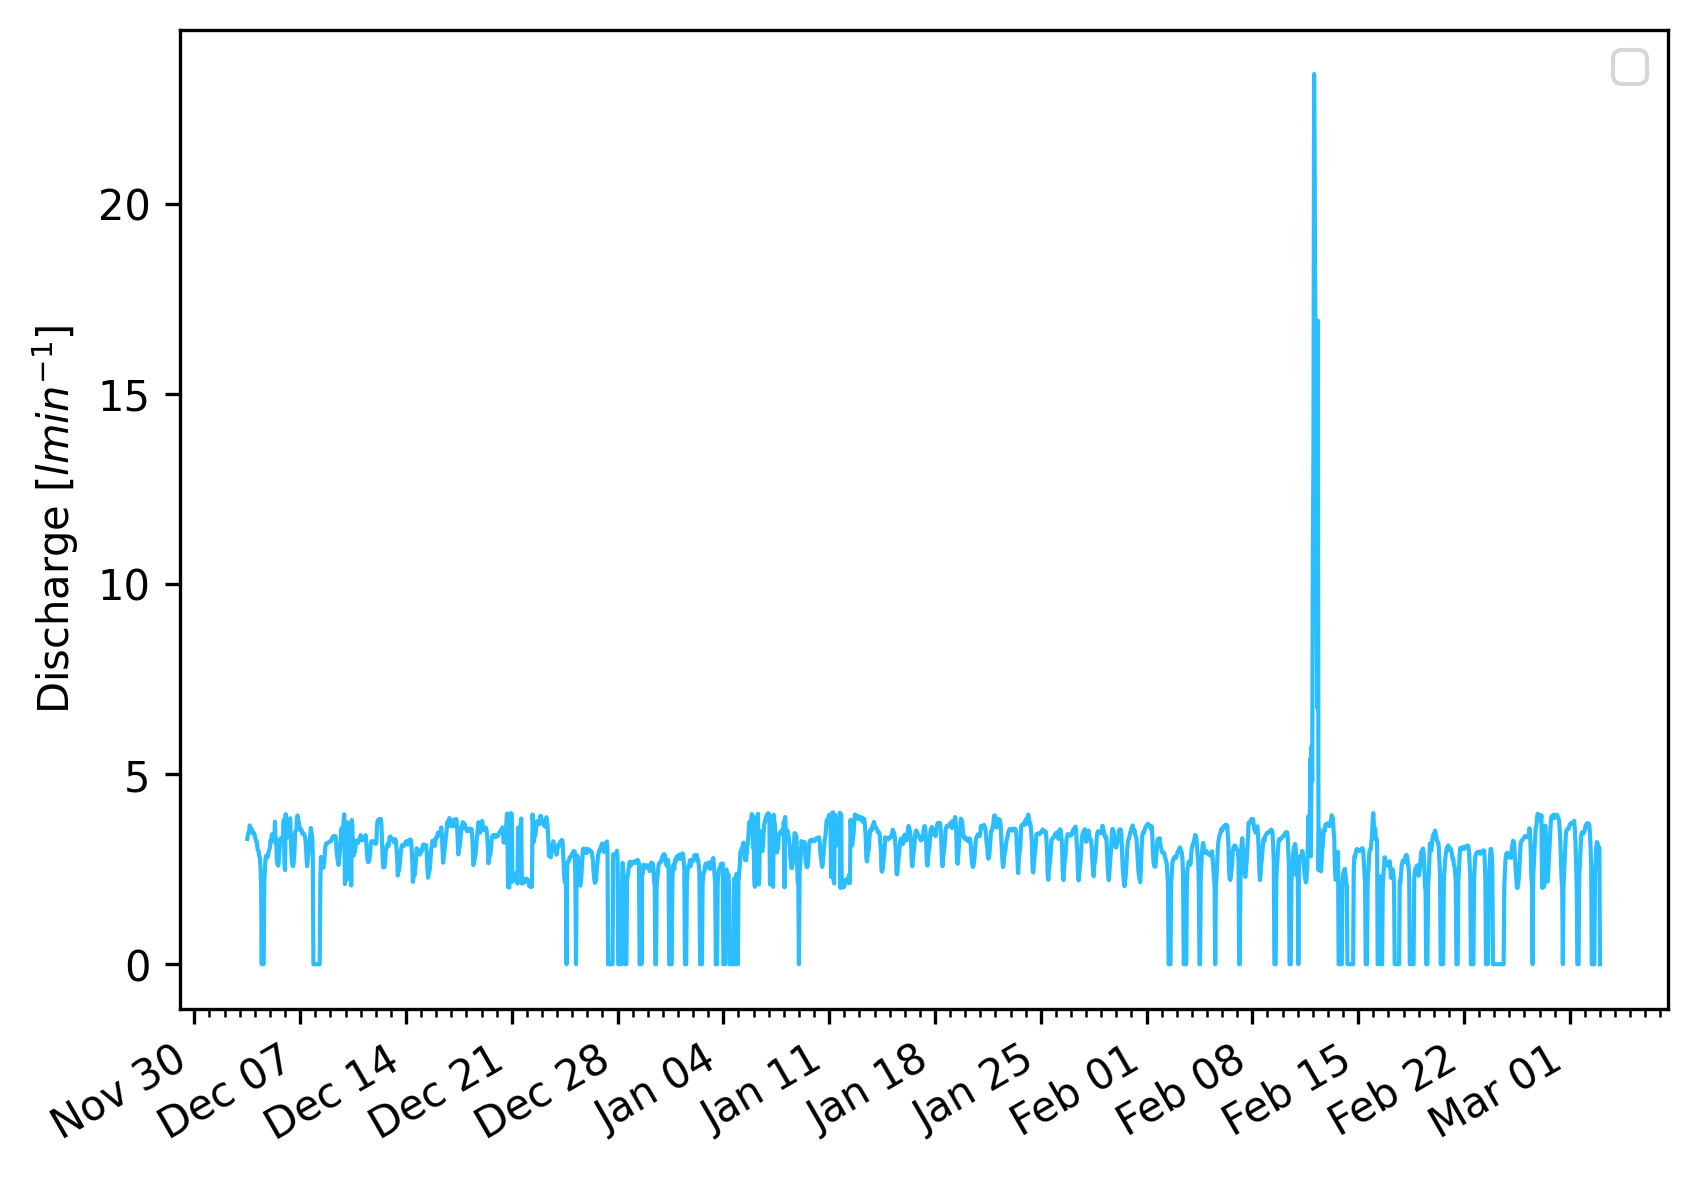 Discharge [lmin⁻¹]
20
15
10
5
0
Nov 30
Dec 07
Dec 14
Dec 21
Dec 28
Jan 04
Jan 11
Jan 18
Jan 25
Feb 01
Feb 08
Feb 15
Feb 22
Mar 01